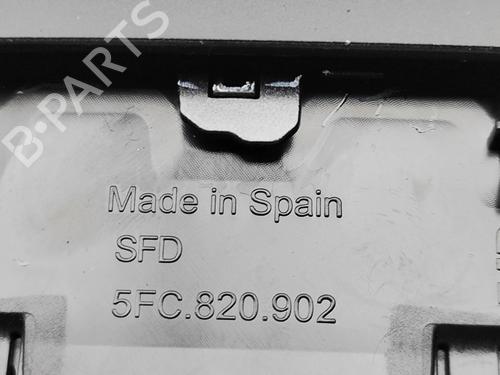 B-PARTS
Made in Spain
SFD
5FC.820.902